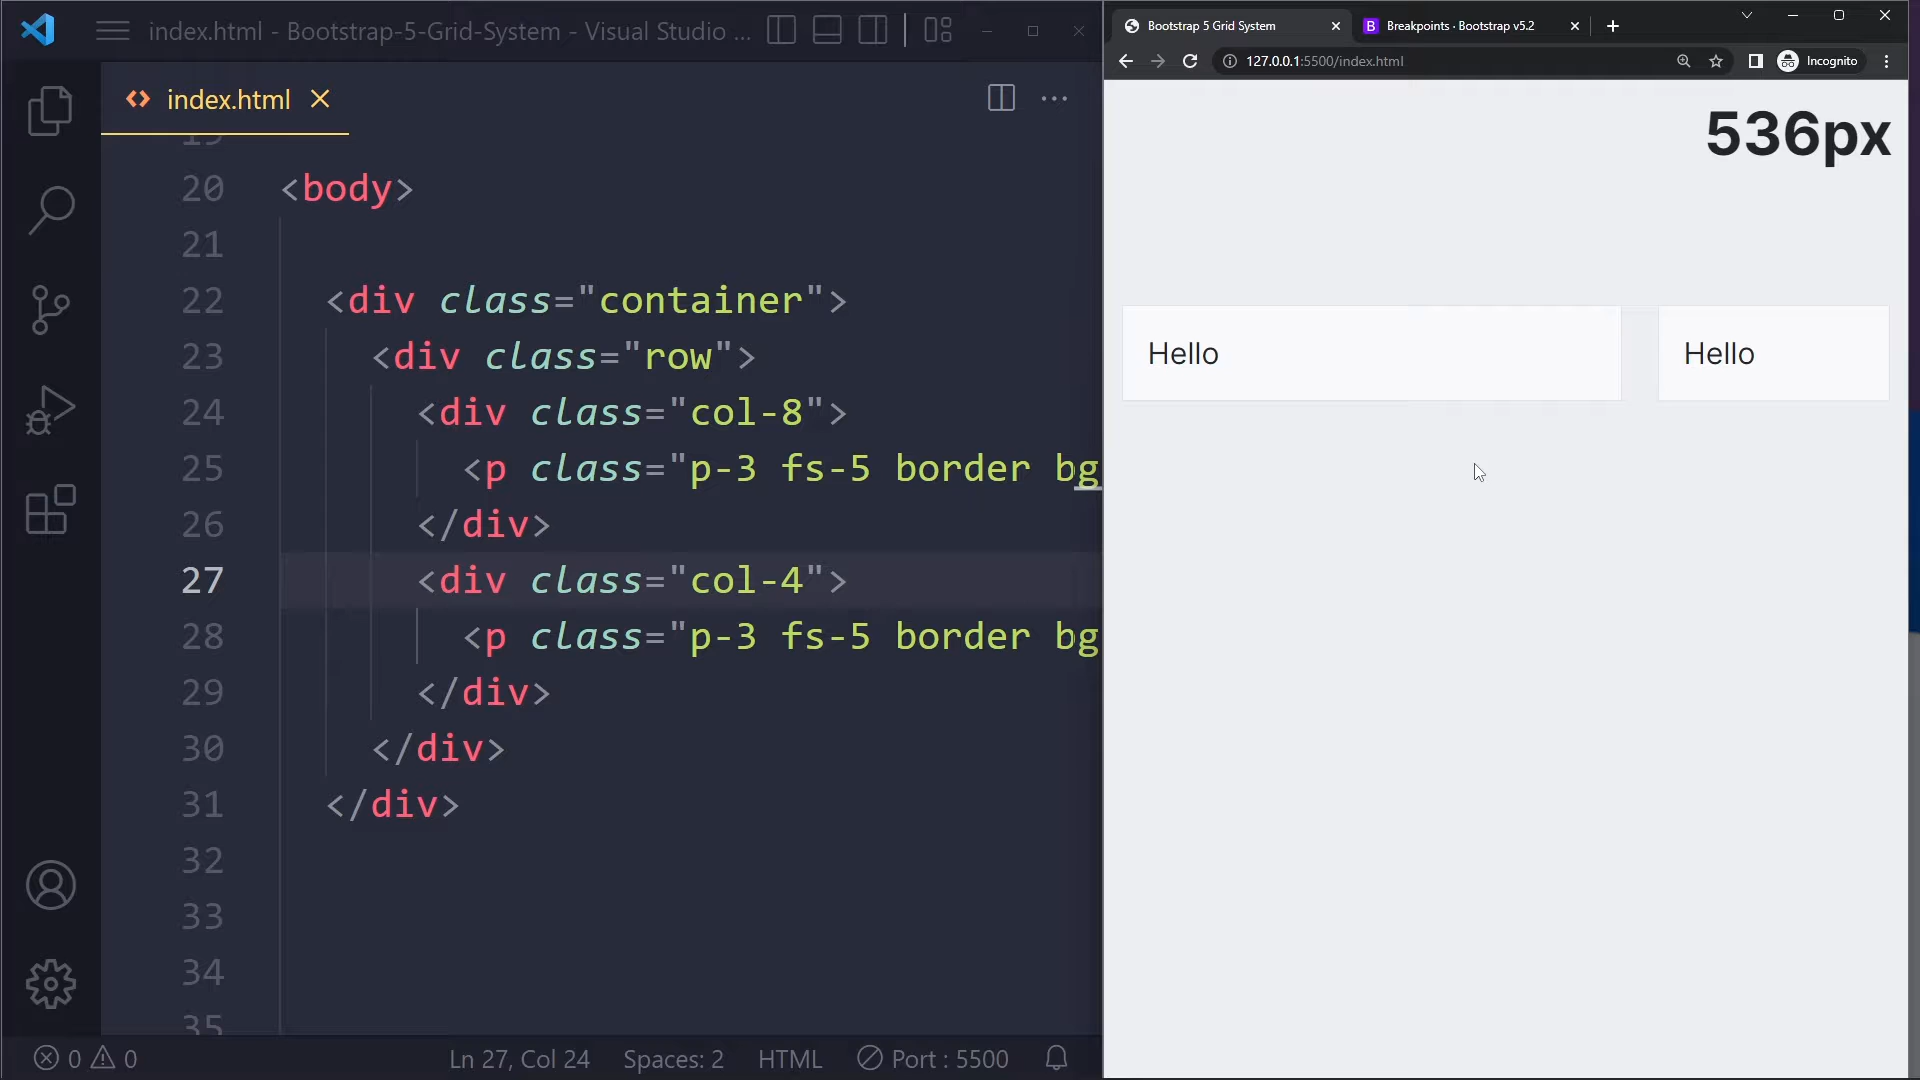 index.html - Bootstrap-5-Grid-System - Visual Studio ...
index.html
20 <body>
21
22 <div class="container">
23 <div class="row">
24 <div class="col-8">
25 <p class="p-3 fs-5 border bg
26 </div>
27 <div class="col-4">
28 <p class="p-3 fs-5 border bg
29 </div>
30 </div>
31 </div>
32
33
34
35
0 0
Ln 27, Col 24 Spaces: 2 HTML Port : 5500
Bootstrap 5 Grid System
Breakpoints · Bootstrap v5.2
127.0.0.1:5500/index.html
Incognito
536px
Hello
Hello